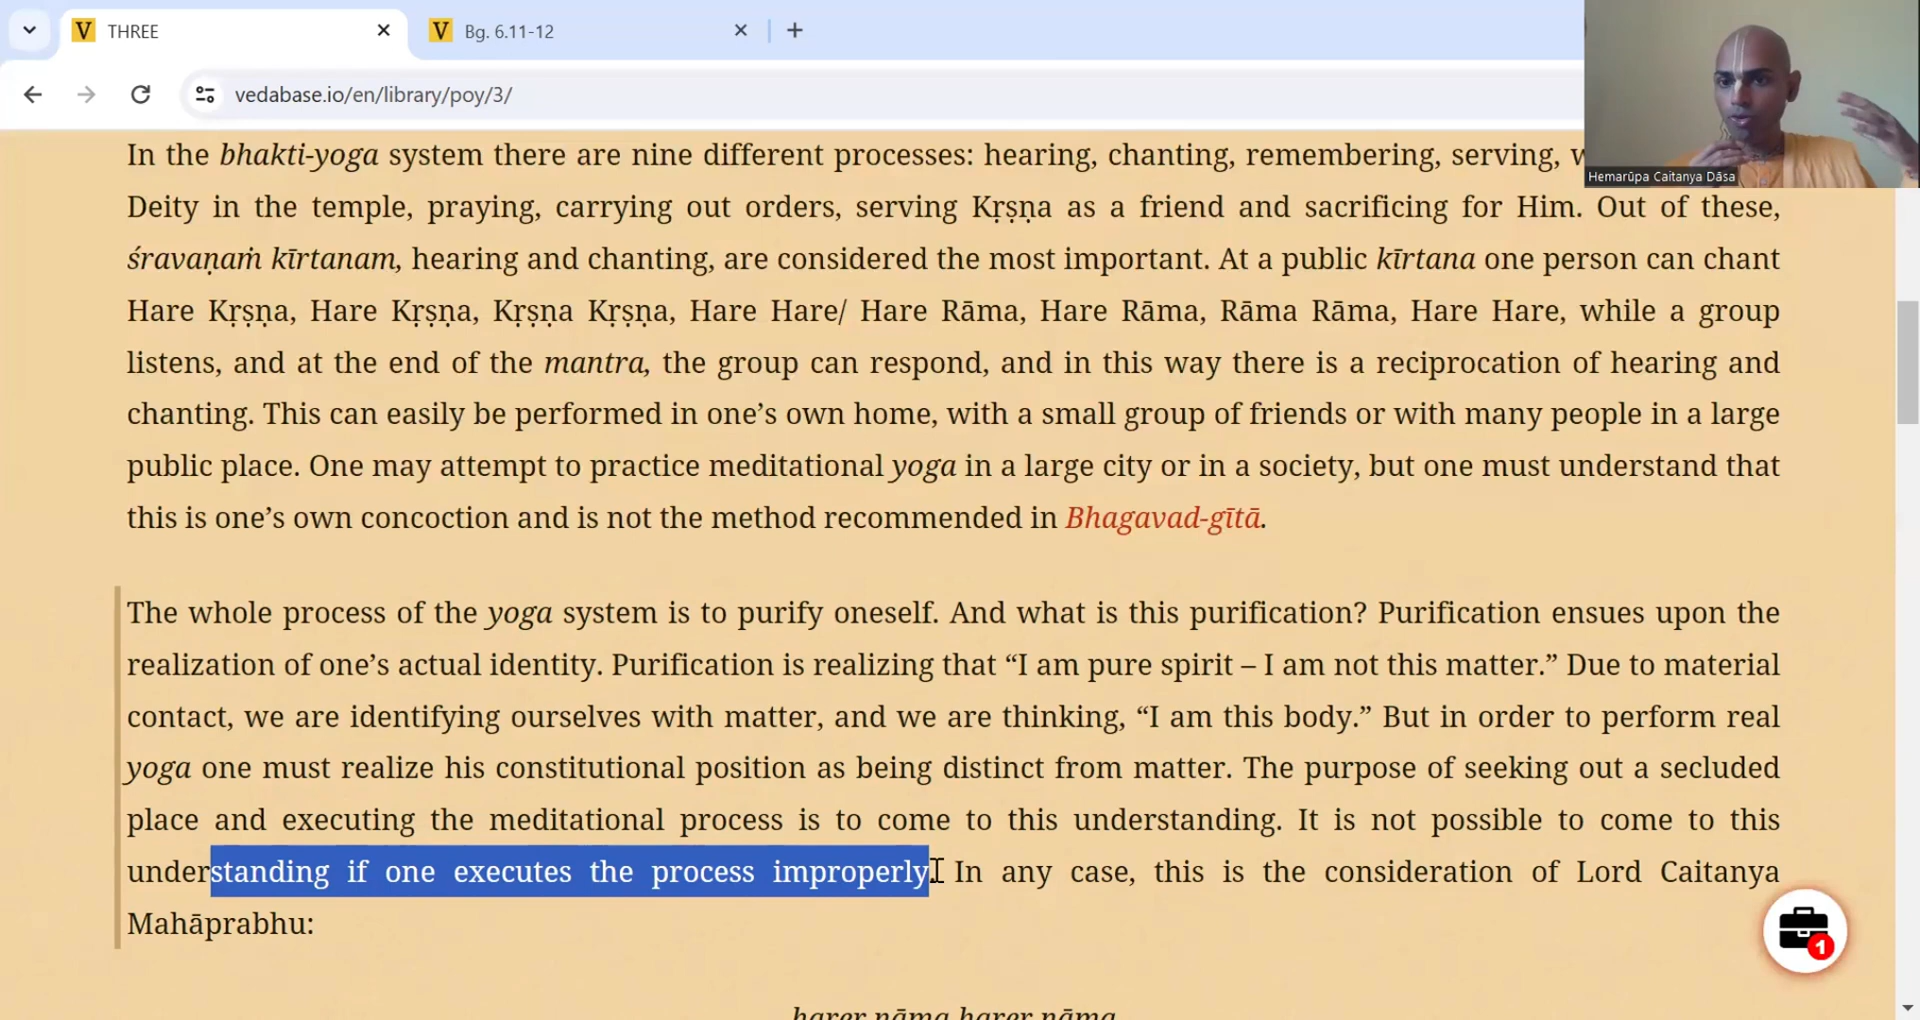 THREE
Bg. 6.11-12
vedabase.io/en/library/poy/3/
Hemarūpa Caitanya Dāsa
In the bhakti-yoga system there are nine different processes: hearing, chanting, remembering, serving,
Deity in the temple, praying, carrying out orders, serving Kṛṣṇa as a friend and sacrificing for Him. Out of these,
śravaṇaṁ kīrtanam, hearing and chanting, are considered the most important. At a public kīrtana one person can chant
Hare Kṛṣṇa, Hare Kṛṣṇa, Kṛṣṇa Kṛṣṇa, Hare Hare/ Hare Rāma, Hare Rāma, Rāma Rāma, Hare Hare, while a group
listens, and at the end of the mantra, the group can respond, and in this way there is a reciprocation of hearing and
chanting. This can easily be performed in one’s own home, with a small group of friends or with many people in a large
public place. One may attempt to practice meditational yoga in a large city or in a society, but one must understand that
this is one’s own concoction and is not the method recommended in Bhagavad-gītā.
The whole process of the yoga system is to purify oneself. And what is this purification? Purification ensues upon the
realization of one’s actual identity. Purification is realizing that “I am pure spirit – I am not this matter.” Due to material
contact, we are identifying ourselves with matter, and we are thinking, “I am this body.” But in order to perform real
yoga one must realize his constitutional position as being distinct from matter. The purpose of seeking out a secluded
place and executing the meditational process is to come to this understanding. It is not possible to come to this
understanding if one executes the process improperly. In any case, this is the consideration of Lord Caitanya
Mahāprabhu:
1
harer nāma harer nāma